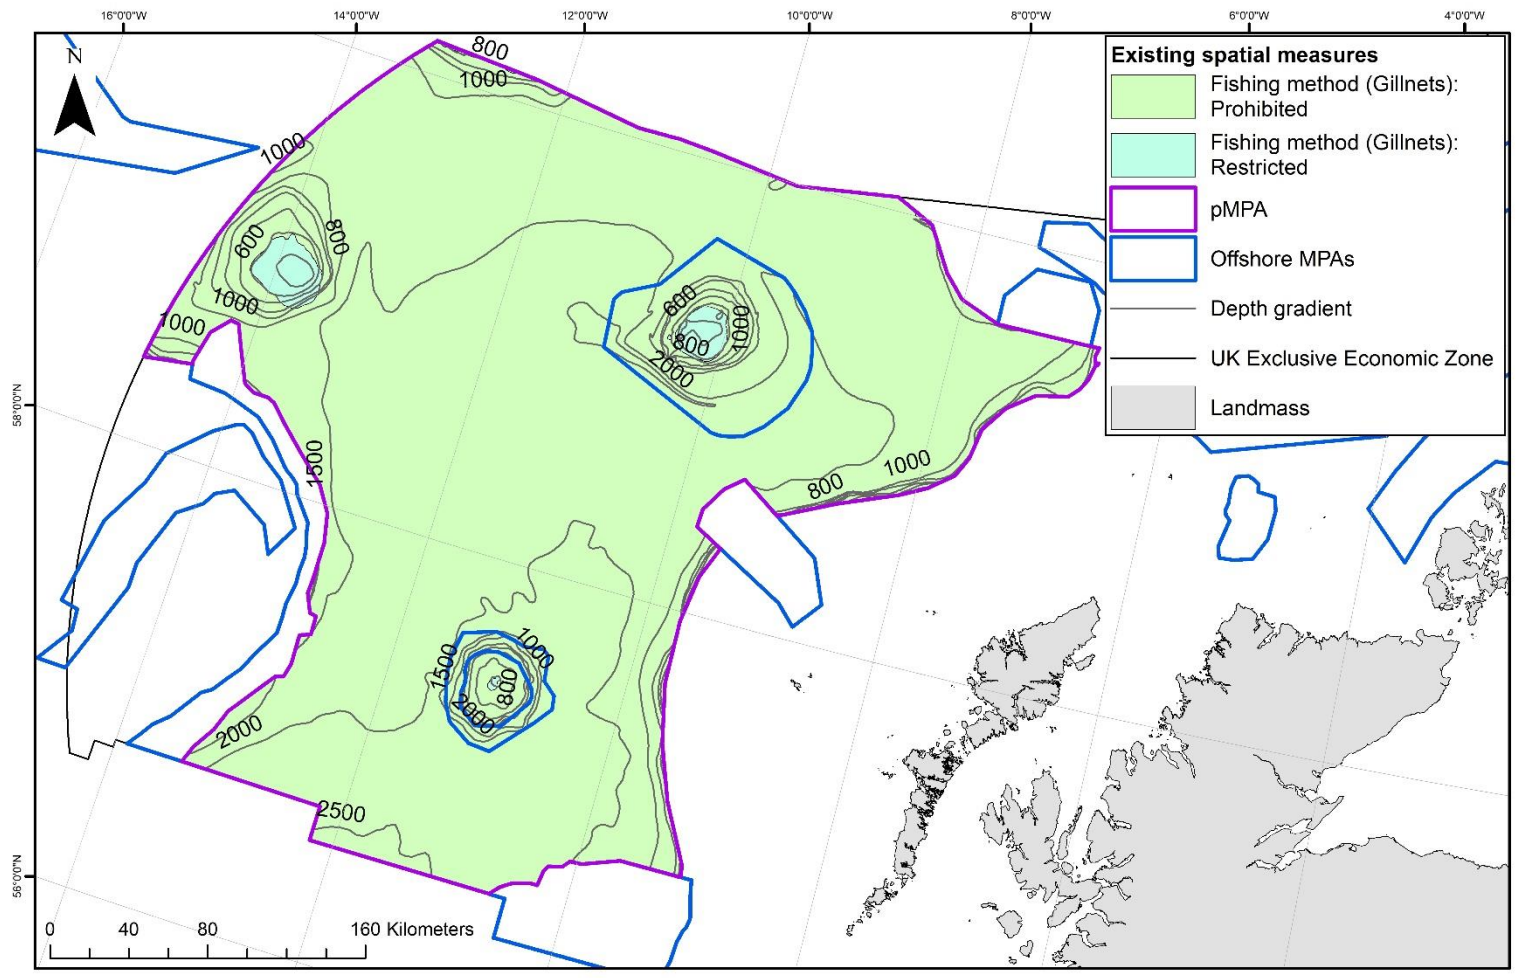 16°0'0"W
14°0'0"W
12°0'0"W
10°0'0"W
8°0'0"W
6°0'0"W
4°0'0"W
N
Existing spatial measures
Fishing method (Gillnets):
Prohibited
Fishing method (Gillnets):
Restricted
pMPA
Offshore MPAs
Depth gradient
UK Exclusive Economic Zone
Landmass
800
1000
1000
600
800
1000
1000
600
1000
800
2000
58°0'0"N
1500
1000
800
1000
1500
800
2000
2000
2500
56°0'0"N
0 40 80 160 Kilometers